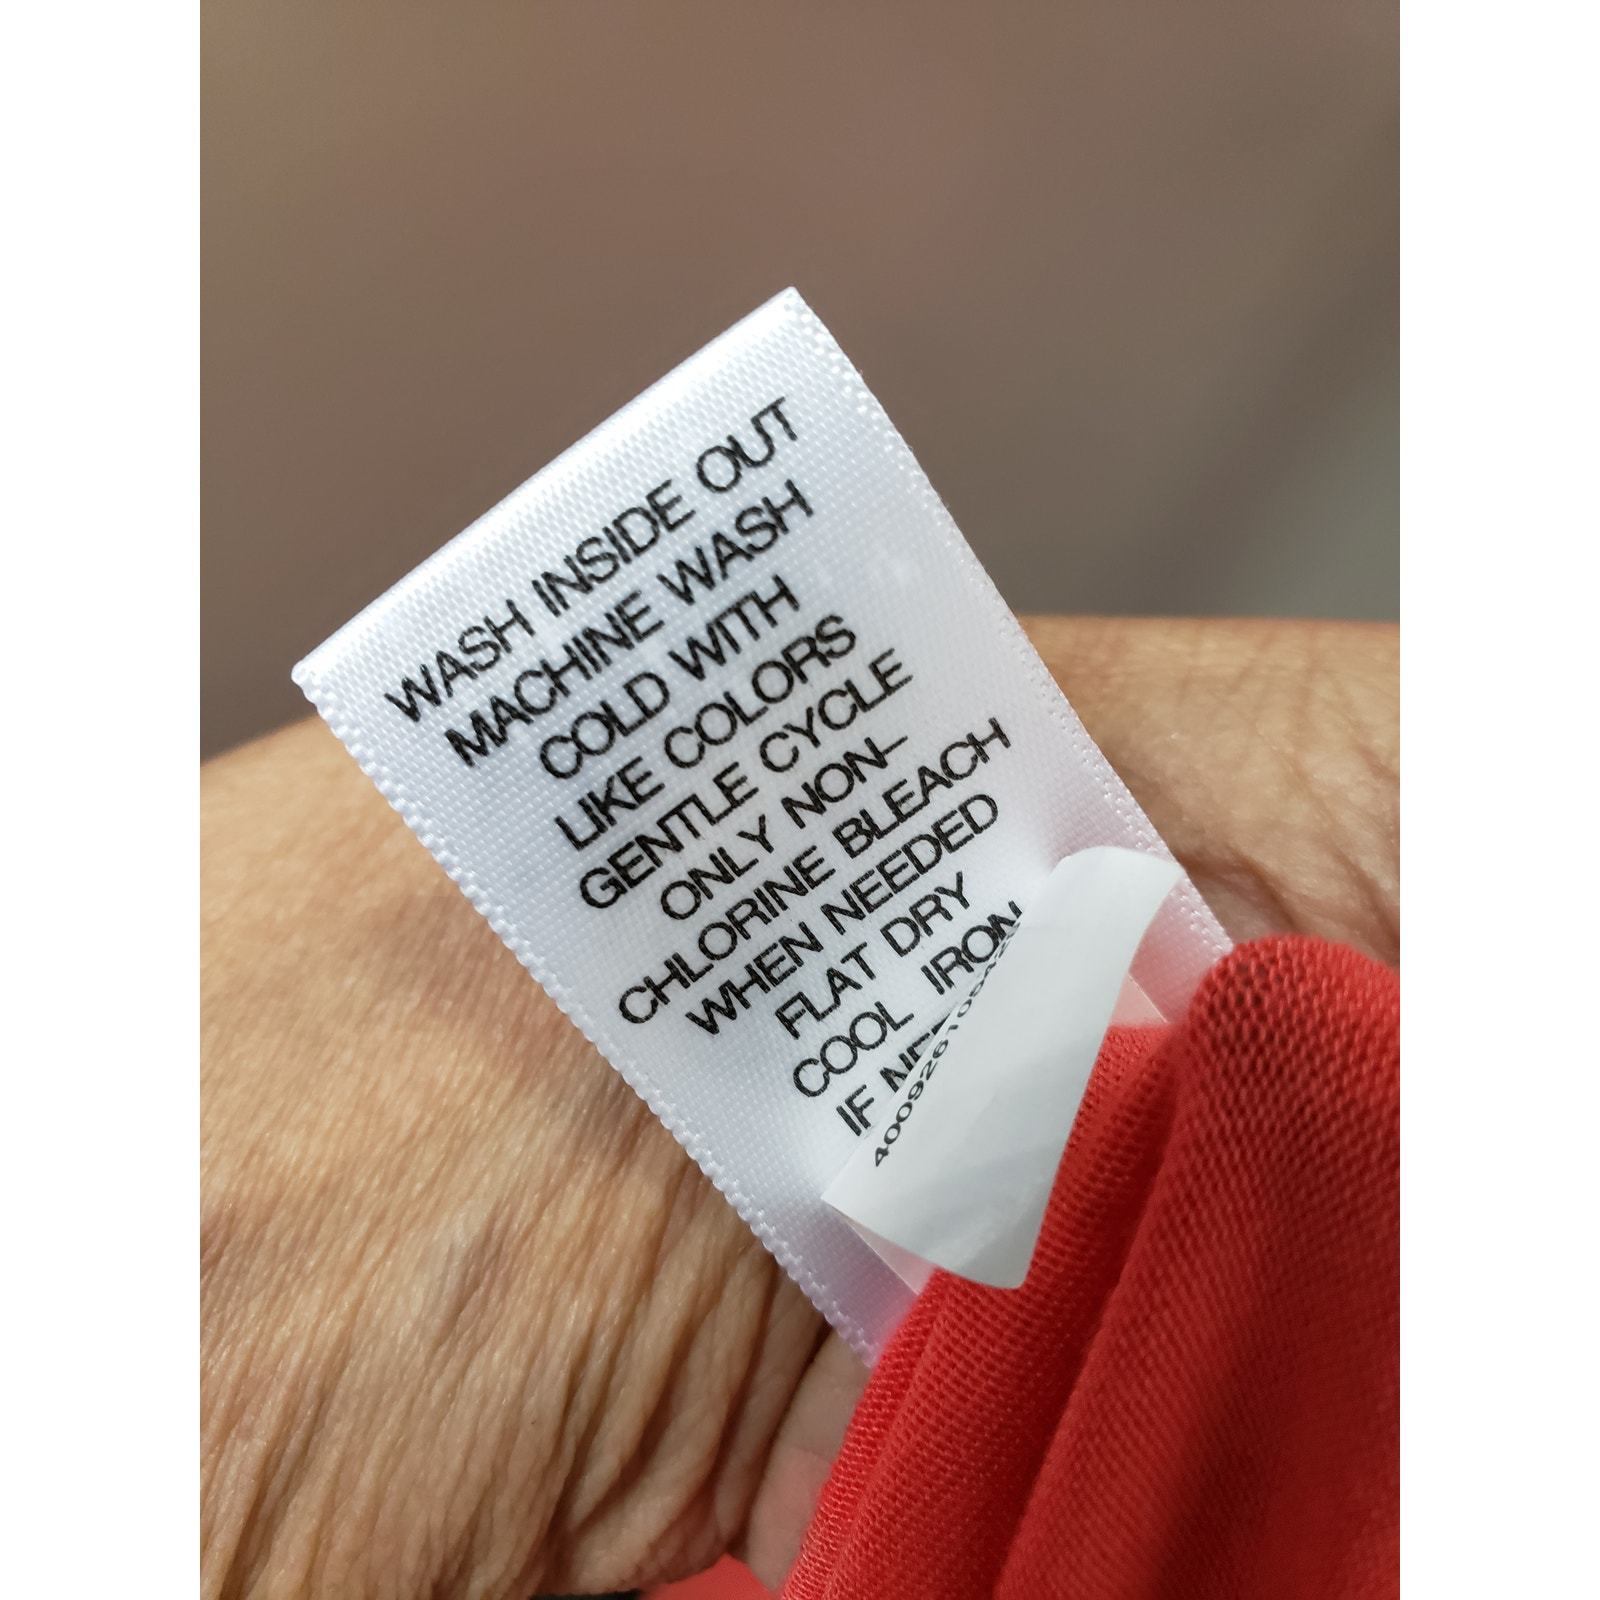 WASH INSIDE OUT
MACHINE WASH
COLD WITH
LIKE COLORS
GENTLE CYCLE
ONLY NON-
CHLORINE BLEACH
WHEN NEEDED
FLAT DRY
COOL IRON
IF